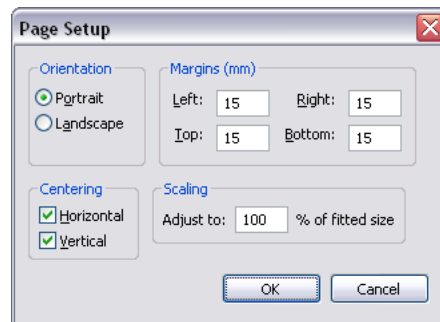 Page Setup
Orientation
Portrait
Landscape
Margins (mm)
Left: 15 Right: 15
Top: 15 Bottom: 15
Centering
Horizontal
Vertical
Scaling
Adjust to: 100 % of fitted size
OK Cancel